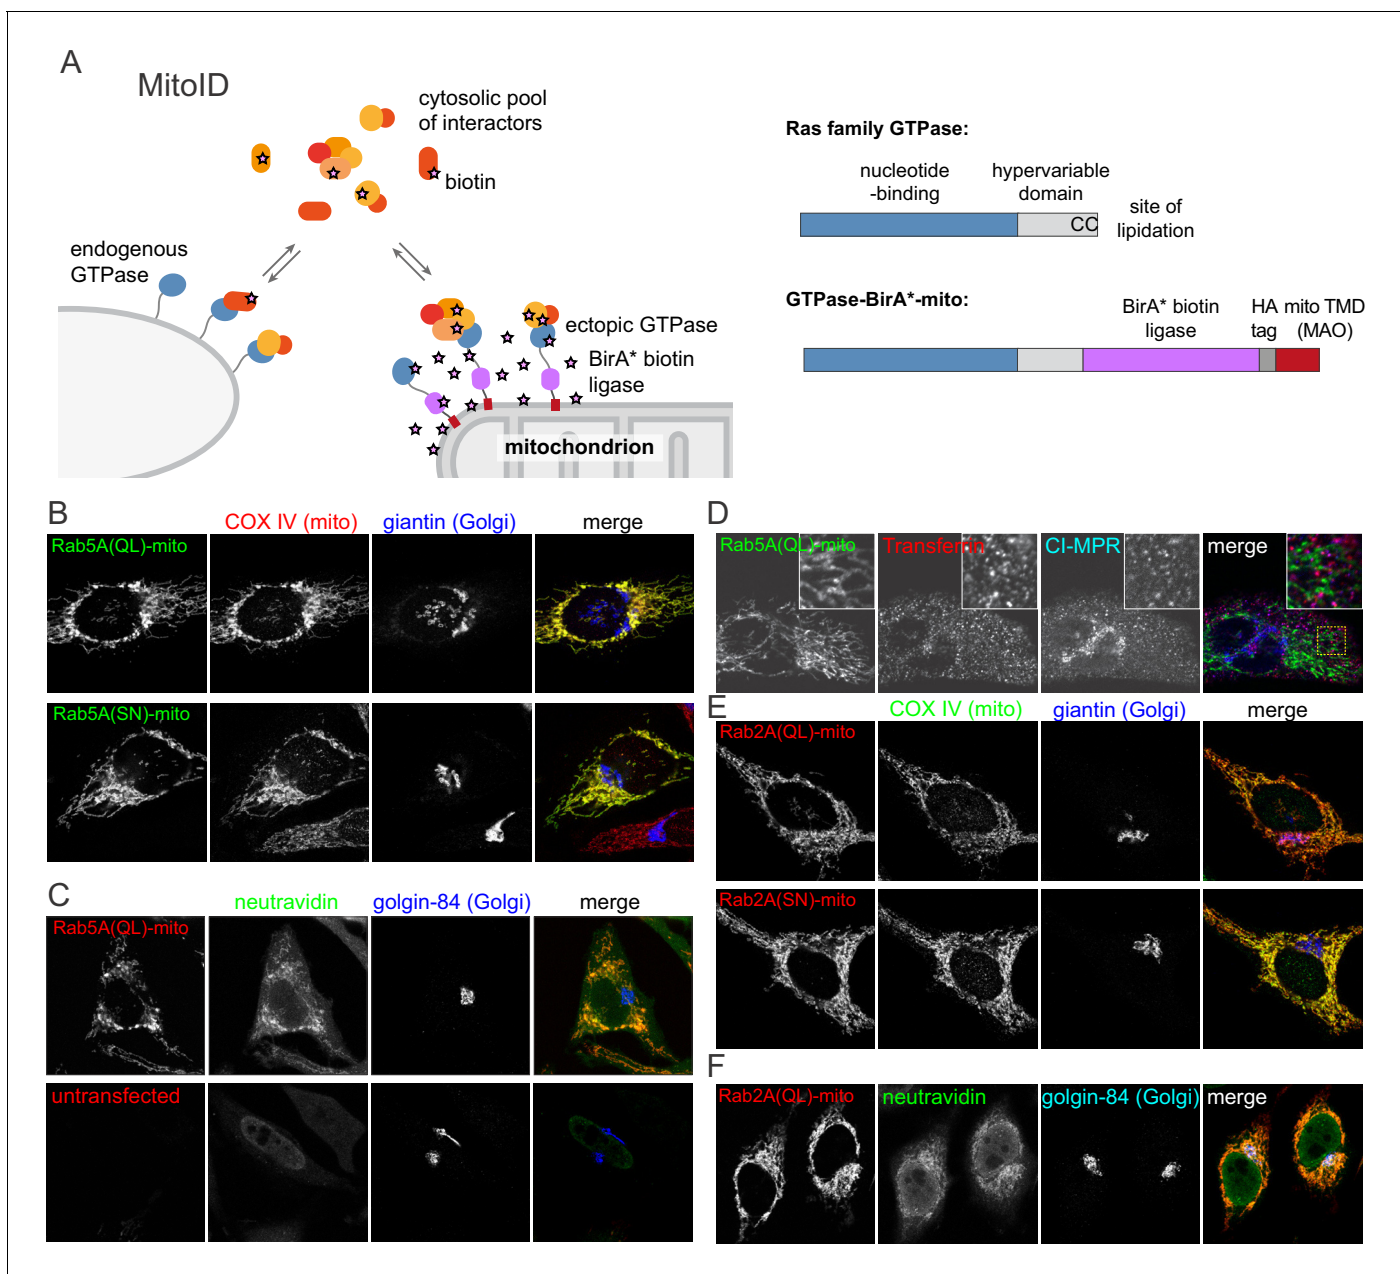 A
MitoID
cytosolic pool
of interactors
biotin
endogenous
GTPase
ectopic GTPase
BirA* biotin
ligase
mitochondrion
Ras family GTPase:
nucleotide
-binding
hypervariable
domain
CC
site of
lipidation
GTPase-BirA*-mito:
BirA* biotin
ligase
HA
tag
mito TMD
(MAO)
B
COX IV (mito)
giantin (Golgi)
merge
Rab5A(QL)-mito
Rab5A(SN)-mito
C
neutravidin
golgin-84 (Golgi)
merge
Rab5A(QL)-mito
untransfected
D
Rab5A(QL)-mito
Transferrin
CI-MPR
merge
E
COX IV (mito)
giantin (Golgi)
merge
Rab2A(QL)-mito
Rab2A(SN)-mito
F
Rab2A(QL)-mito
neutravidin
golgin-84 (Golgi)
merge